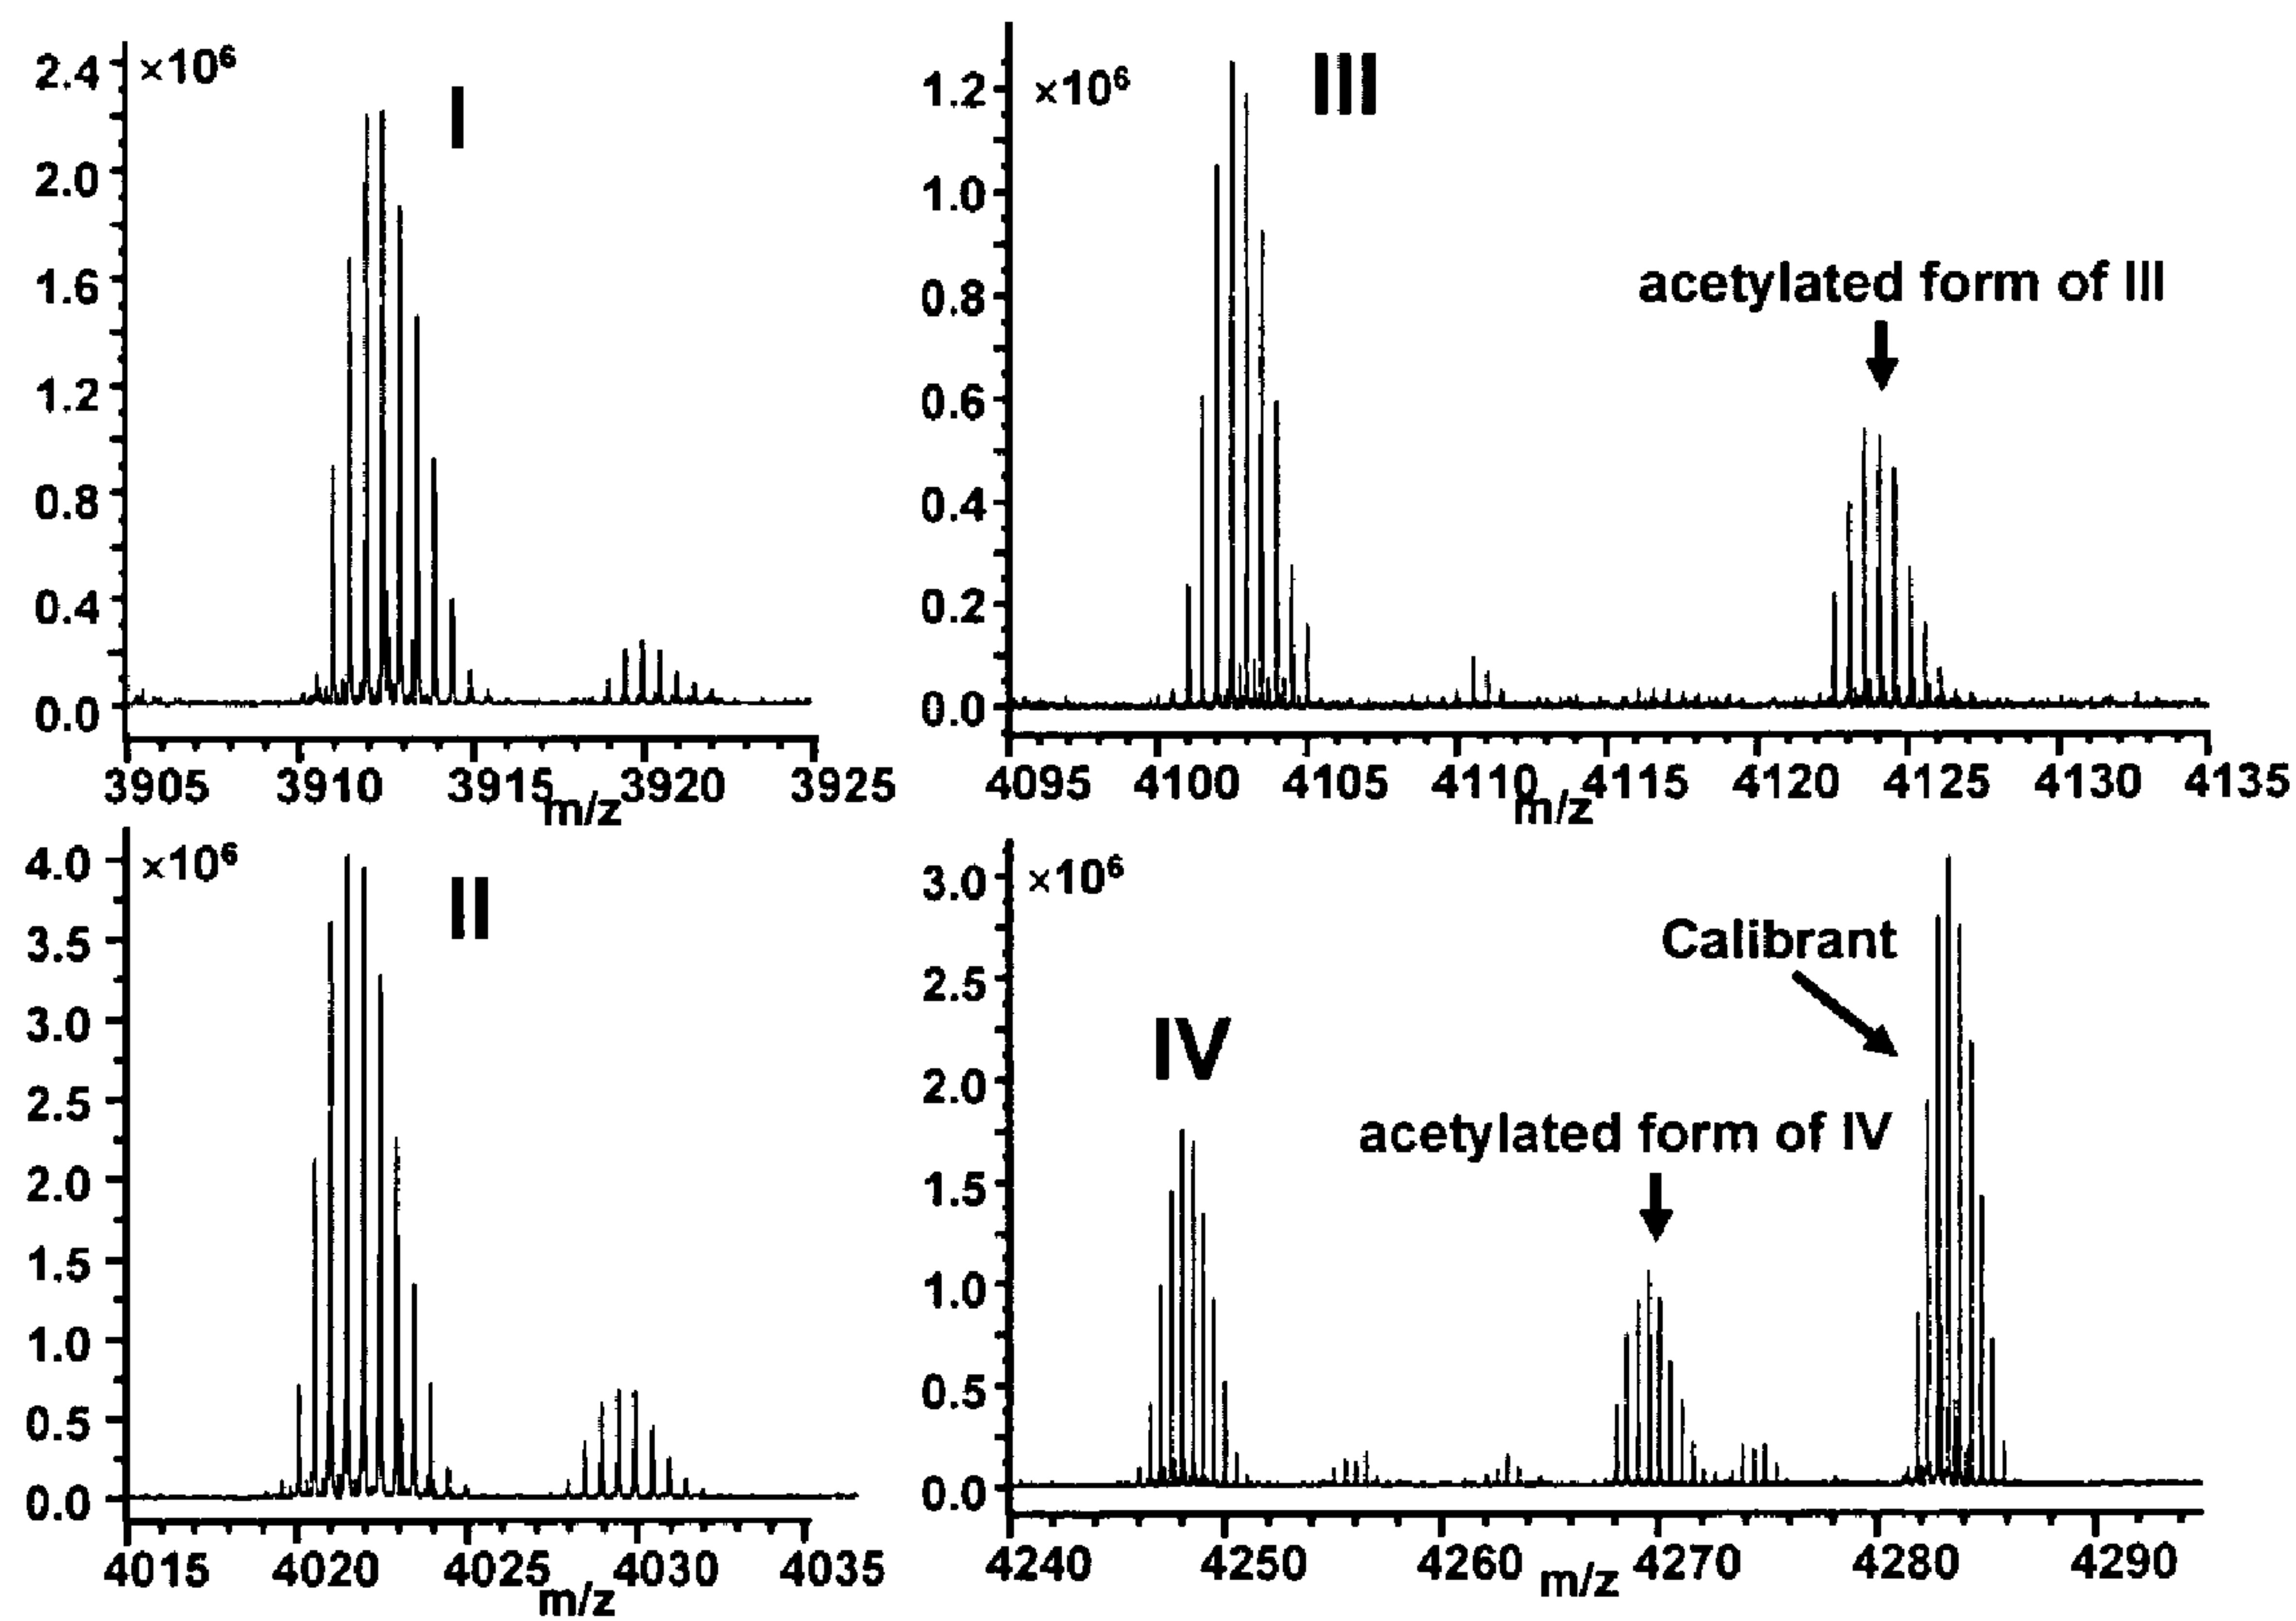 ×10⁶
I
2.4
2.0
1.6
1.2
0.8
0.4
0.0
3905 3910 3915 3920 3925
m/z
×10⁶
III
acetylated form of III
1.2
1.0
0.8
0.6
0.4
0.2
0.0
4095 4100 4105 4110 4115 4120 4125 4130 4135
m/z
×10⁶
II
4.0
3.5
3.0
2.5
2.0
1.5
1.0
0.5
0.0
4015 4020 4025 4030 4035
m/z
×10⁶
IV
Calibrant
acetylated form of IV
3.0
2.5
2.0
1.5
1.0
0.5
0.0
4240 4250 4260 4270 4280 4290
m/z